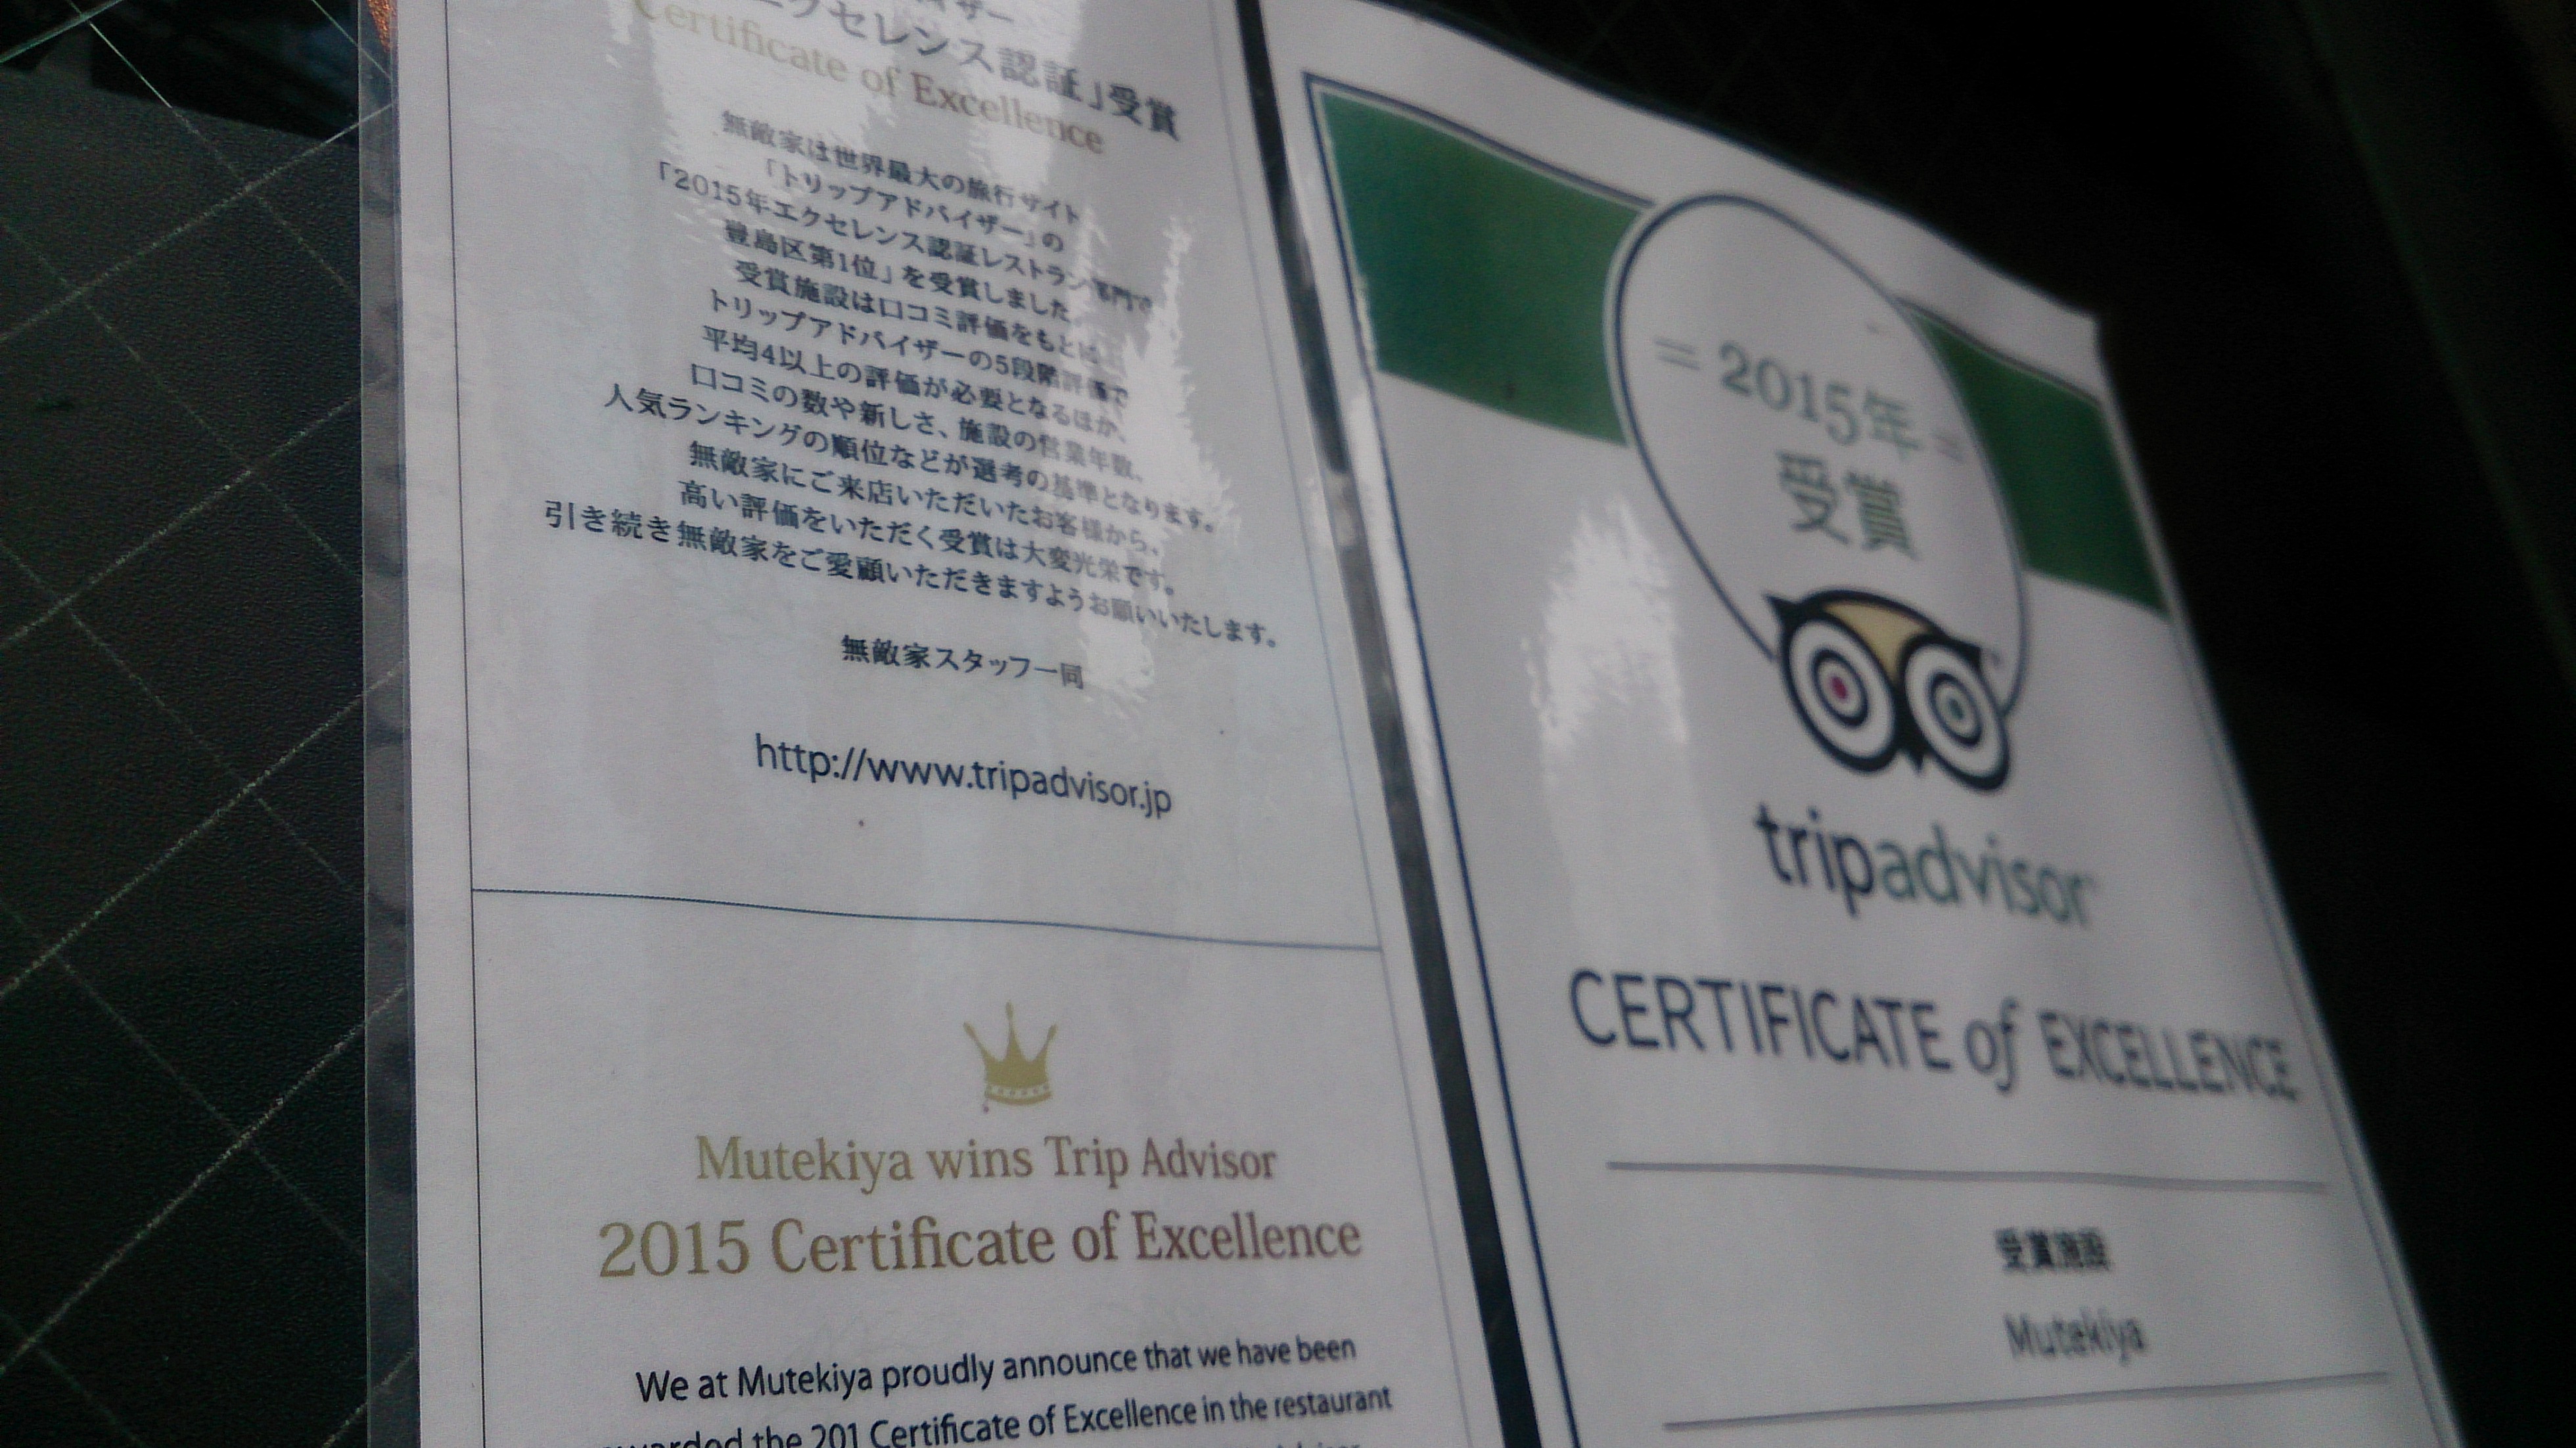 イザー
エクセレンス認証」受賞
Certificate of Excellence
無敵家は世界最大の旅行サイト
「トリップアドバイザー」の
「2015年エクセレンス認証レストラン部門で
豊島区第1位」を受賞しました
受賞施設は口コミ評価をもとに
トリップアドバイザーの5段階評価で
平均4以上の評価が必要となるほか、
口コミの数や新しさ、施設の営業年数、
人気ランキングの順位などが選考の基準となります。
無敵家にご来店いただいたお客様から、
高い評価をいただく受賞は大変光栄です。
引き続き無敵家をご愛顧いただきますようお願いいたします。
無敵家スタッフ一同
http://www.tripadvisor.jp
Mutekiya wins Trip Advisor
2015 Certificate of Excellence
We at Mutekiya proudly announce that we have been
the 201 Certificate of Excellence in the restaurant
= 2015年 =
受賞
tripadvisor
CERTIFICATE of EXCELLENCE
受賞施設
Mutekiya